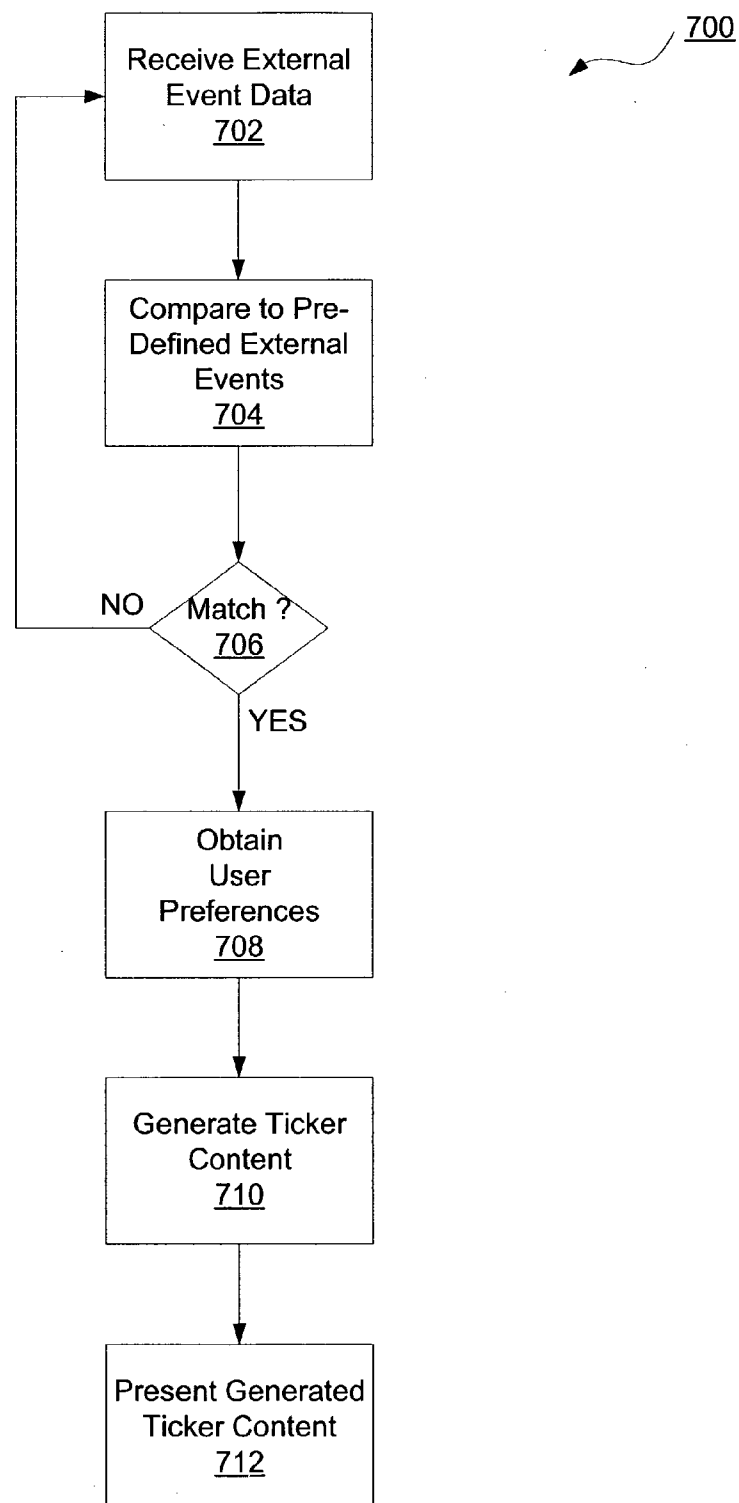 700
Receive External
Event Data
702
Compare to Pre-
Defined External
Events
704
Match ?
706
NO
YES
Obtain
User
Preferences
708
Generate Ticker
Content
710
Present Generated
Ticker Content
712